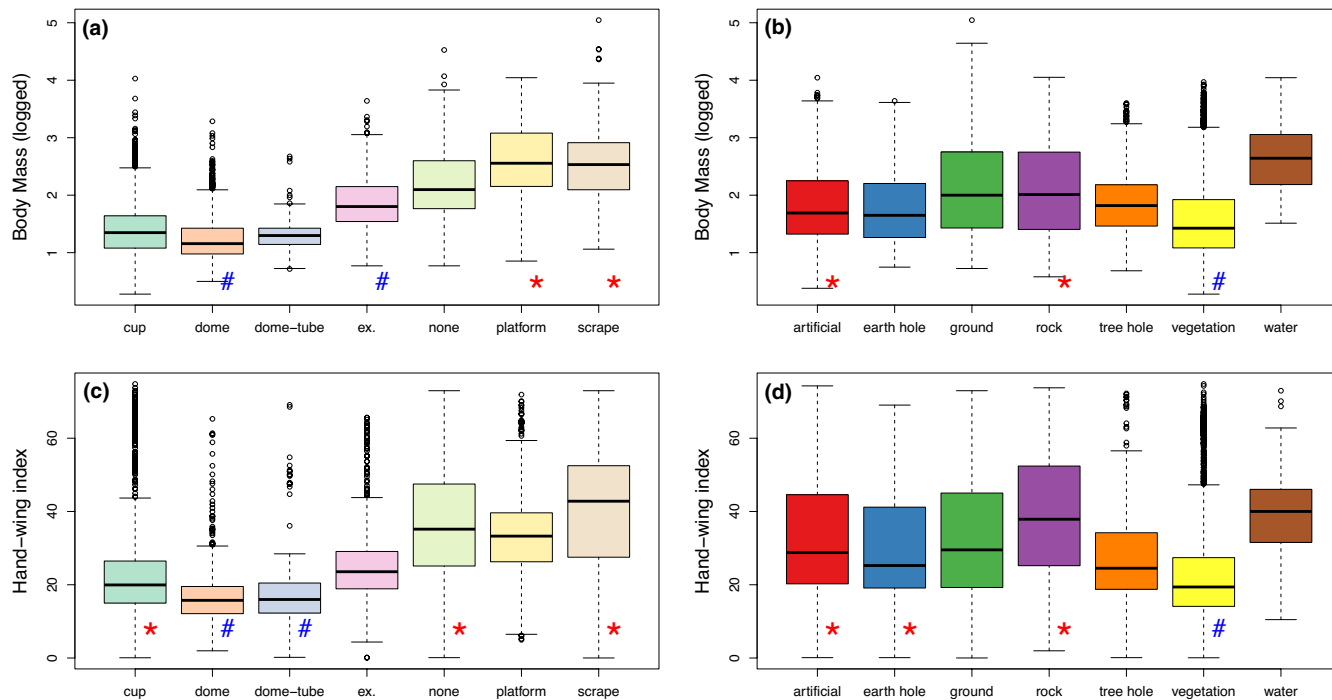 (a)
Body Mass (logged)
5
4
3
2
1
# # * *
cup dome dome−tube ex. none platform scrape
(b)
Body Mass (logged)
5
4
3
2
1
* * #
artificial earth hole ground rock tree hole vegetation water
(c)
Hand−wing index
60
40
20
0
* # # * *
cup dome dome−tube ex. none platform scrape
(d)
Hand−wing index
60
40
20
0
* * * #
artificial earth hole ground rock tree hole vegetation water